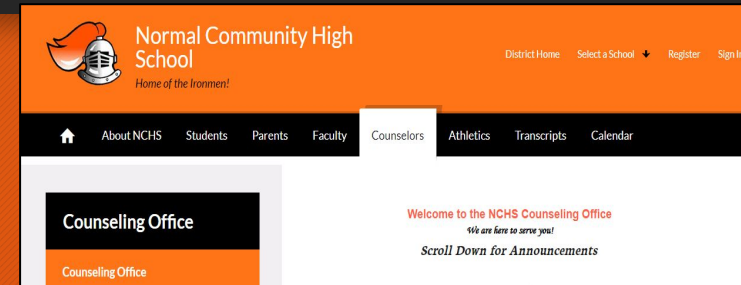 Normal Community High
School
Home of the Ironmen!
District Home Select a School Register Sign In
About NCHS Students Parents Faculty Counselors Athletics Transcripts Calendar
Counseling Office
Counseling Office
Welcome to the NCHS Counseling Office
We are here to serve you!
Scroll Down for Announcements